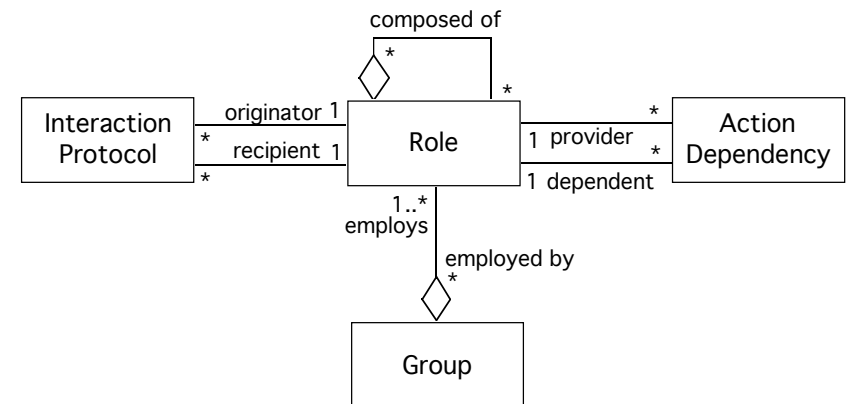 composed of
*
*
originator 1
*
recipient 1
*
Interaction
Protocol
Role
*
1 provider
*
1 dependent
Action
Dependency
1..*
employs
employed by
*
Group